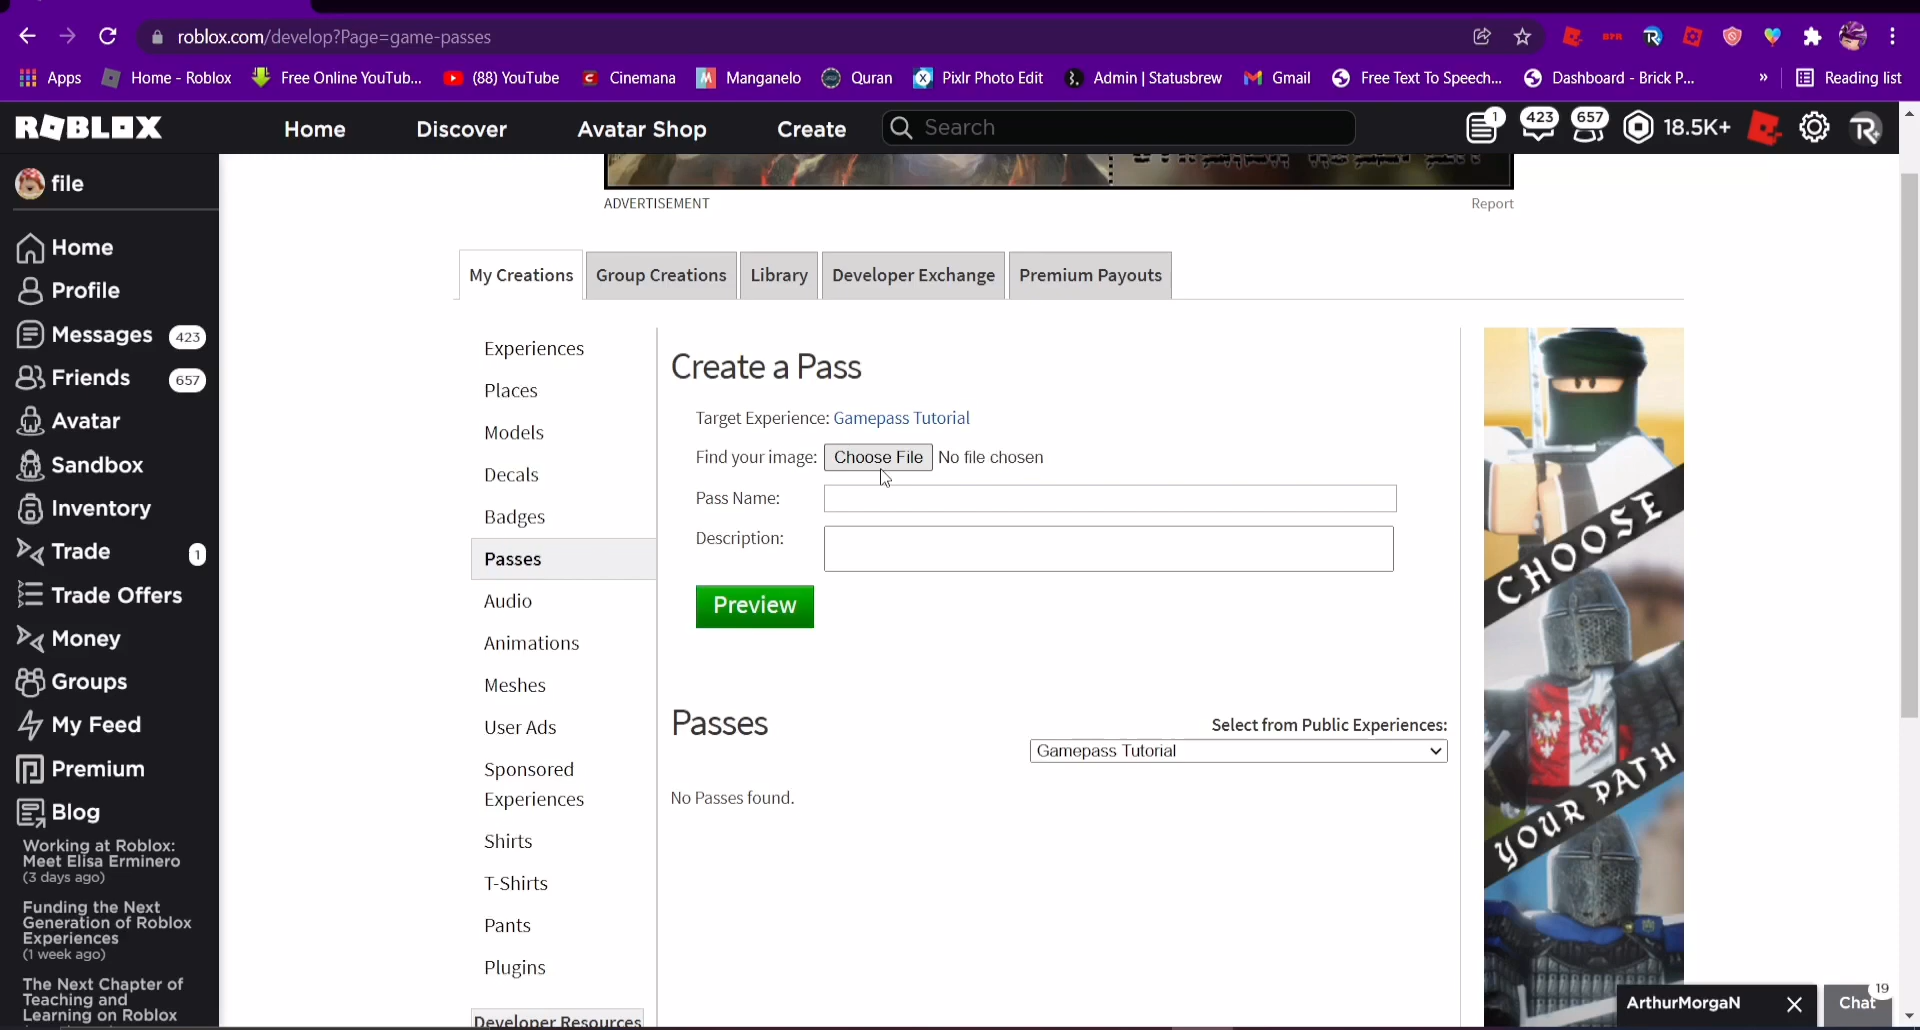 roblox.com/develop?Page=game-passes
Apps
Home - Roblox
Free Online YouTub...
(88) YouTube
Cinemana
Manganelo
Quran
Pixlr Photo Edit
Admin | Statusbrew
Gmail
Free Text To Speech...
Dashboard - Brick P...
»
Reading list
ROBLOX
Home
Discover
Avatar Shop
Create
Search
1
423
657
18.5K+
file
ADVERTISEMENT
Report
Home
Profile
Messages 423
Friends 657
Avatar
Sandbox
Inventory
Trade 1
Trade Offers
Money
Groups
My Feed
Premium
Blog
Working at Roblox:
Meet Elisa Erminero
(3 days ago)
Funding the Next
Generation of Roblox
Experiences
(1 week ago)
The Next Chapter of
Teaching and
Learning on Roblox
My Creations
Group Creations
Library
Developer Exchange
Premium Payouts
Experiences
Places
Models
Decals
Badges
Passes
Audio
Animations
Meshes
User Ads
Sponsored
Experiences
Shirts
T-Shirts
Pants
Plugins
Developer Resources
Create a Pass
Target Experience: Gamepass Tutorial
Find your image: Choose File No file chosen
Pass Name:
Description:
Preview
Passes
Select from Public Experiences:
Gamepass Tutorial
No Passes found.
CHOOSE
YOUR PATH
ArthurMorgaN
Chat
19